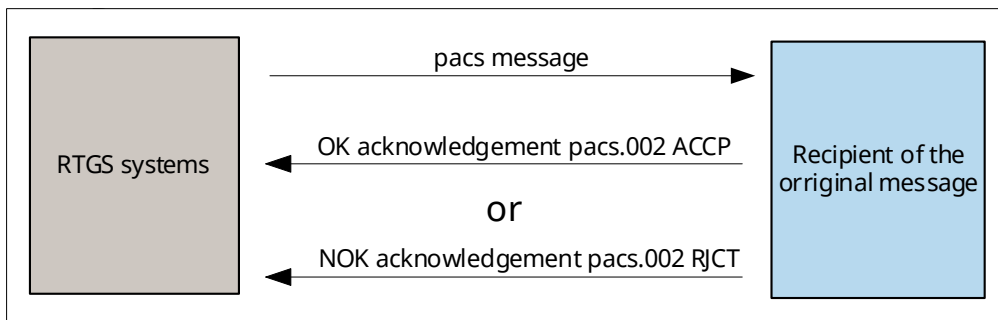 pacs message
RTGS systems
OK acknowledgement pacs.002 ACCP
Recipient of the
orriginal message
or
NOK acknowledgement pacs.002 RJCT